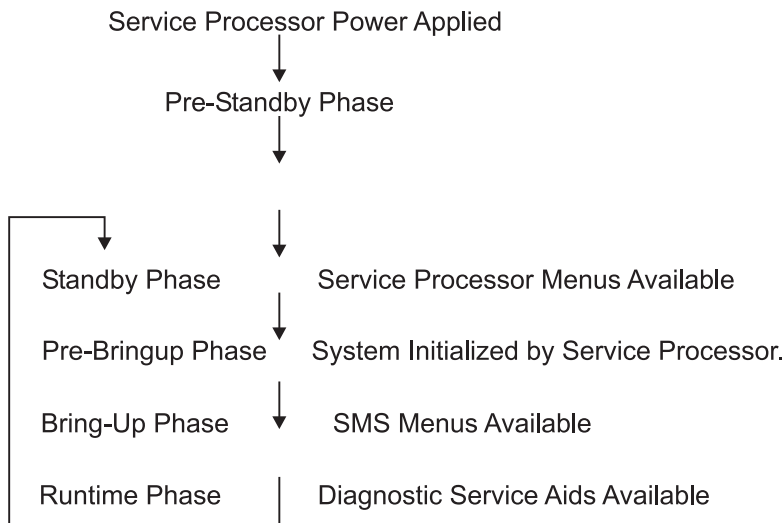 Service Processor Power Applied
Pre-Standby Phase
Standby Phase Service Processor Menus Available
Pre-Bringup Phase System Initialized by Service Processor.
Bring-Up Phase SMS Menus Available
Runtime Phase Diagnostic Service Aids Available